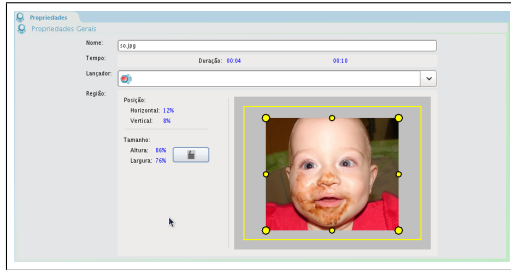 Propriedades
Propriedades Gerais
Nome: so.jpg
Tempo: Duração: 00:04 00:10
Lançador:
Região:
Posição:
Horizontal: 12%
Vertical: 8%
Tamanho:
Altura: 86%
Largura: 76%